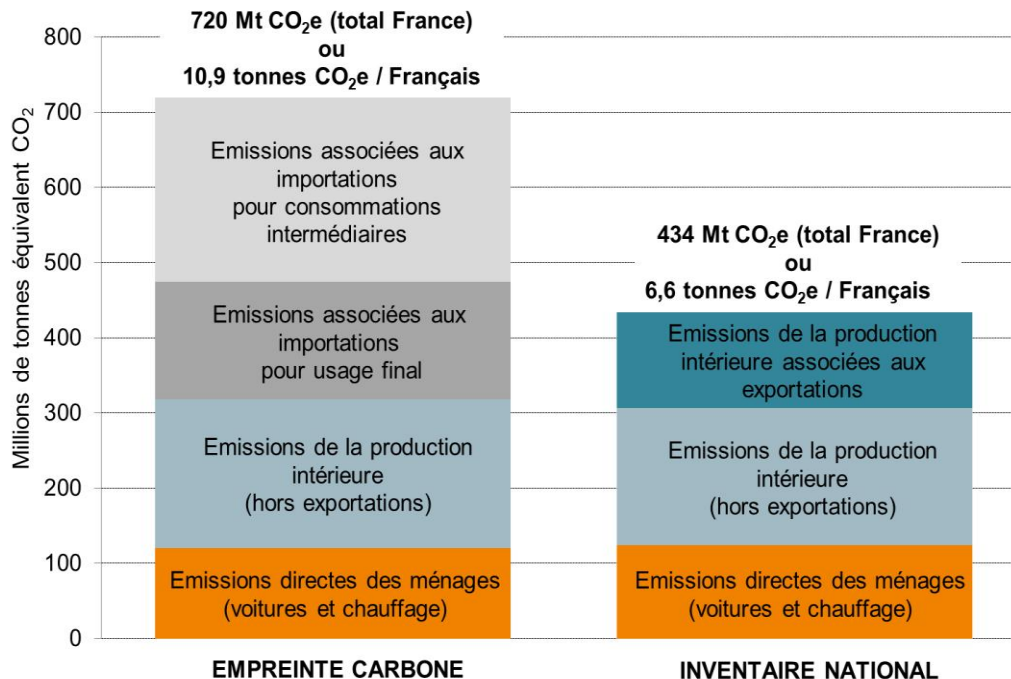 720 Mt CO₂e (total France)
ou
10,9 tonnes CO₂e / Français
Millions de tonnes équivalent CO₂
800
700
600
500
400
300
200
100
0
Emissions associées aux
importations
pour consommations
intermédiaires
Emissions associées aux
importations
pour usage final
Emissions de la production
intérieure
(hors exportations)
Emissions directes des ménages
(voitures et chauffage)
EMPREINTE CARBONE
434 Mt CO₂e (total France)
ou
6,6 tonnes CO₂e / Français
Emissions de la production
intérieure associées aux
exportations
Emissions de la production
intérieure
(hors exportations)
Emissions directes des ménages
(voitures et chauffage)
INVENTAIRE NATIONAL